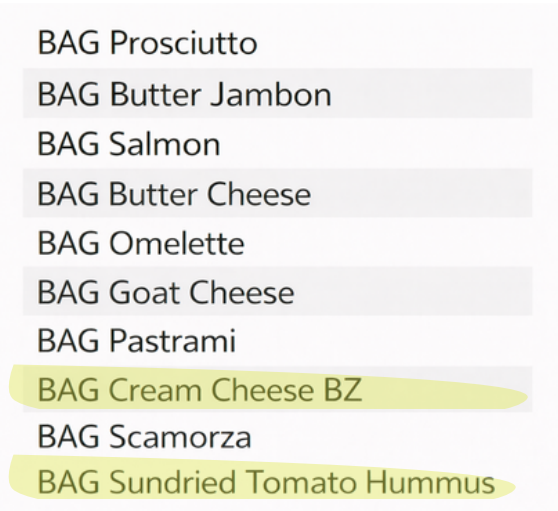 BAG Prosciutto
BAG Butter Jambon
BAG Salmon
BAG Butter Cheese
BAG Omelette
BAG Goat Cheese
BAG Pastrami
BAG Cream Cheese BZ
BAG Scamorza
BAG Sundried Tomato Hummus